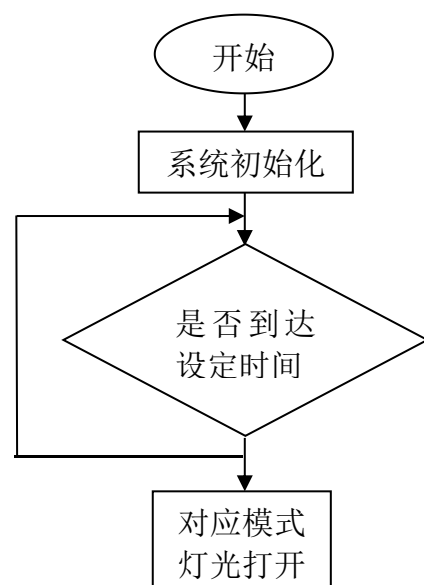 开始
系统初始化
是否到达
设定时间
对应模式
灯光打开